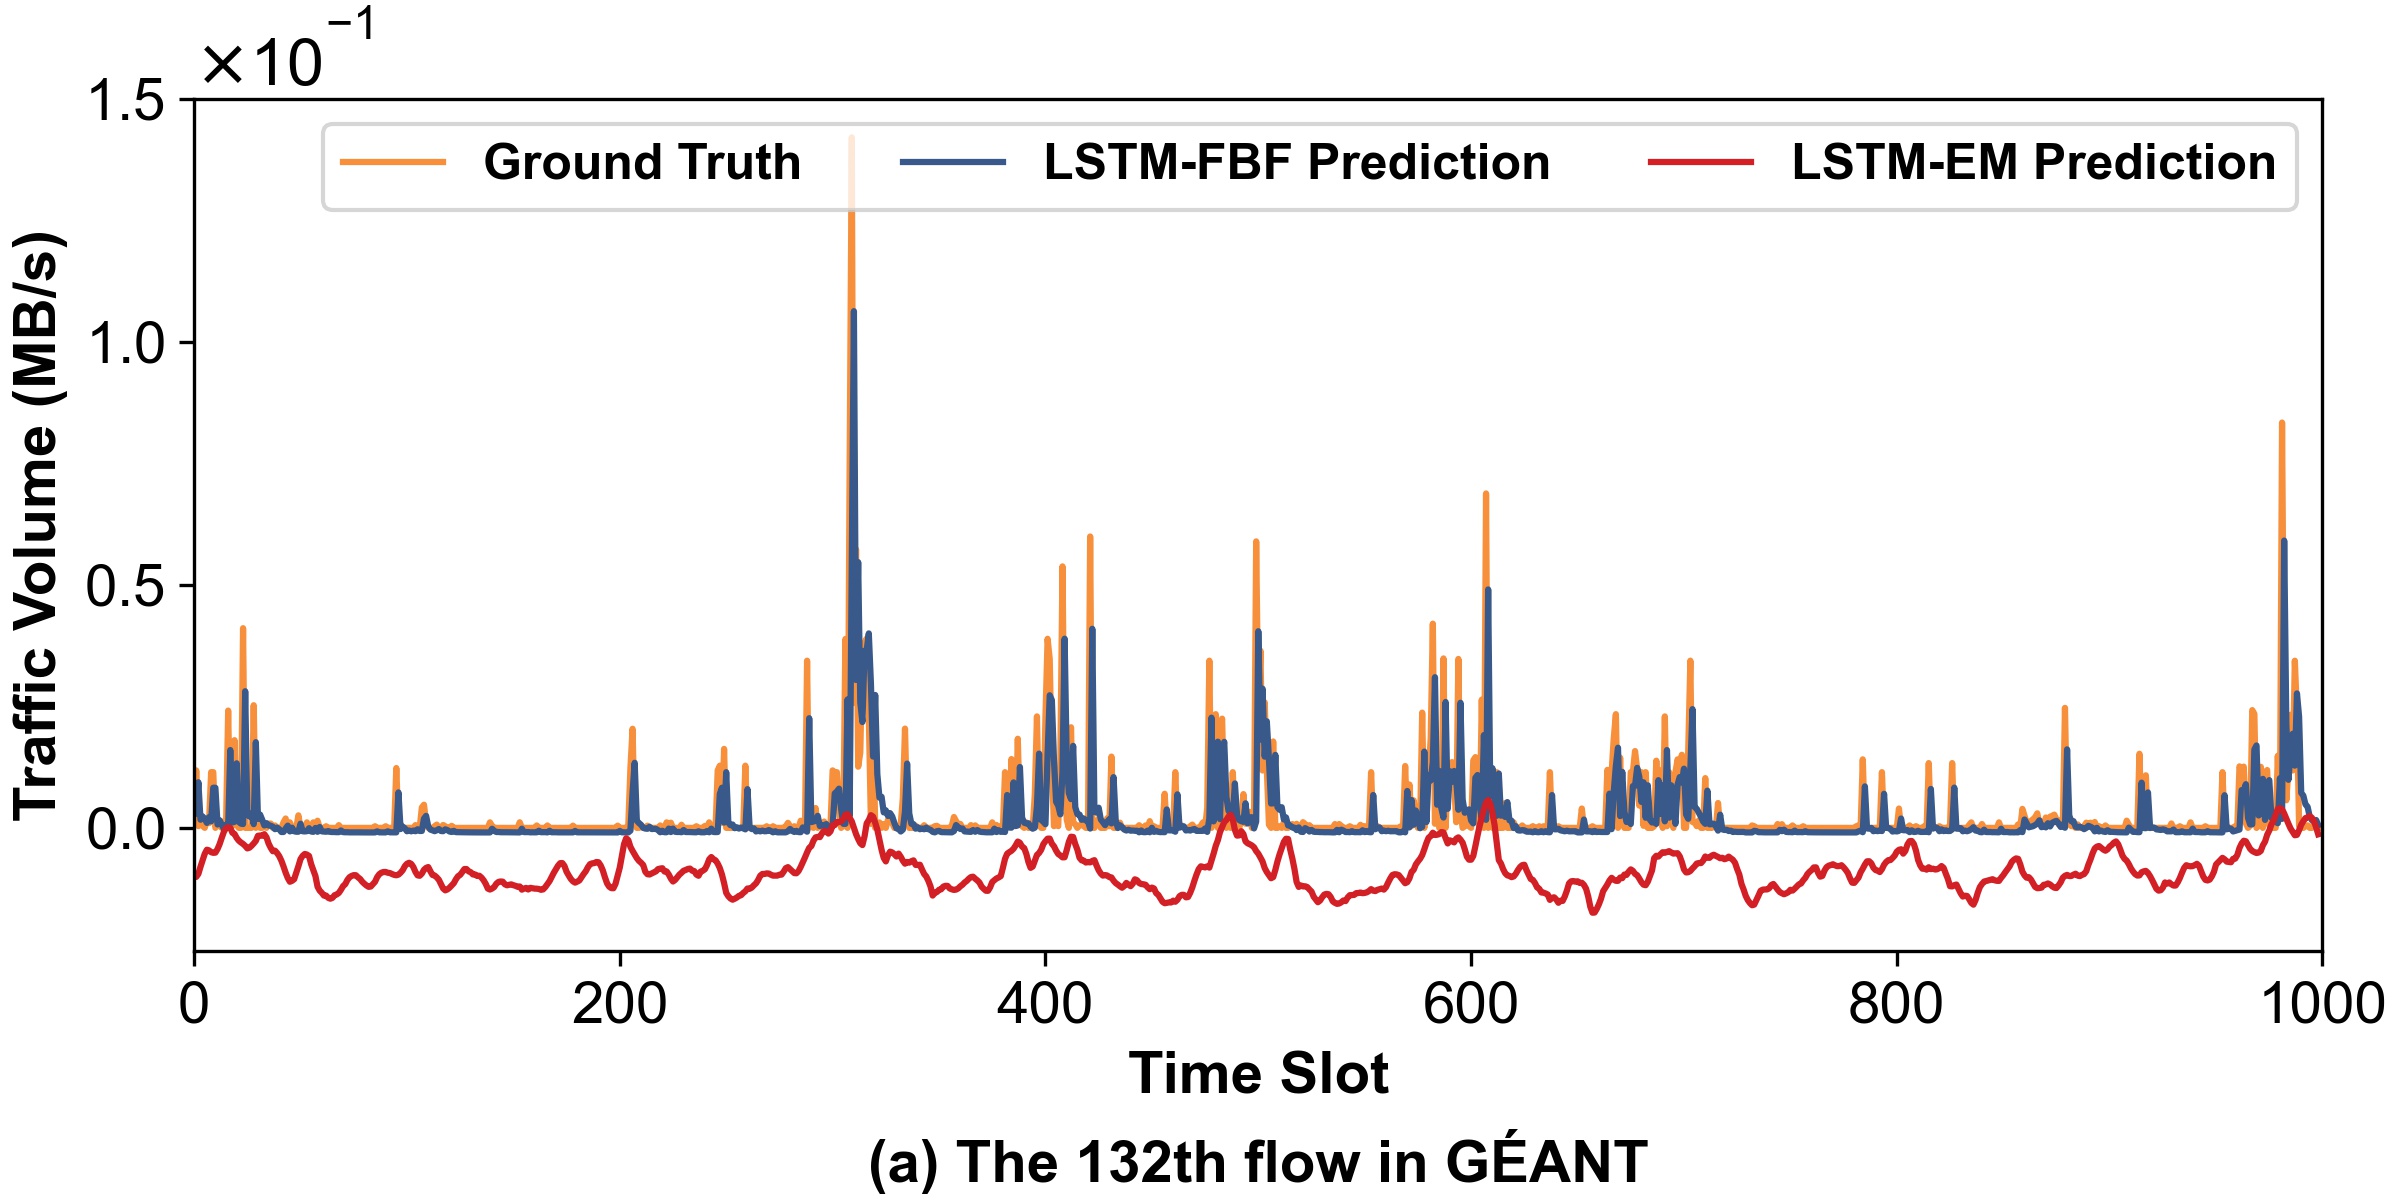 ×10⁻¹
1.5
1.0
0.5
0.0
Traffic Volume (MB/s)
Ground Truth
LSTM-FBF Prediction
LSTM-EM Prediction
0 200 400 600 800 1000
Time Slot
(a) The 132th flow in GÉANT